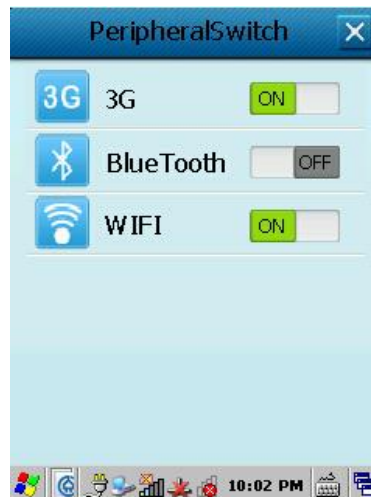 PeripheralSwitch
3G 3G ON
BlueTooth OFF
WIFI ON
10:02 PM